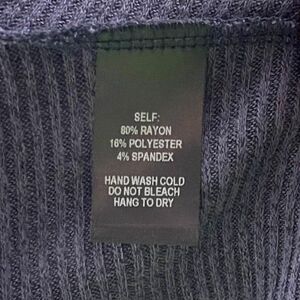 SELF:
80% RAYON
16% POLYESTER
4% SPANDEX
HAND WASH COLD
DO NOT BLEACH
HANG TO DRY